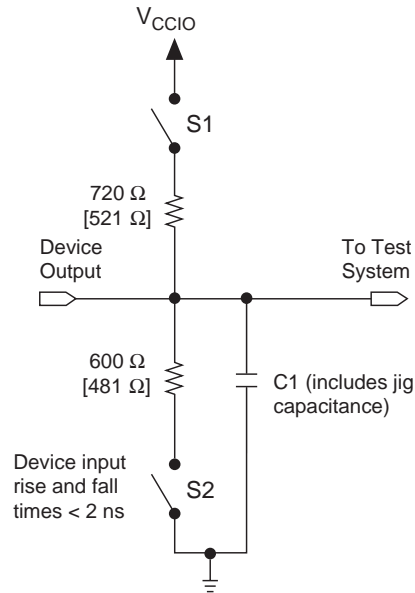 V_CCIO
S1
720 Ω
[521 Ω]
Device
Output
To Test
System
600 Ω
[481 Ω]
C1 (includes jig
capacitance)
Device input
rise and fall
times < 2 ns
S2